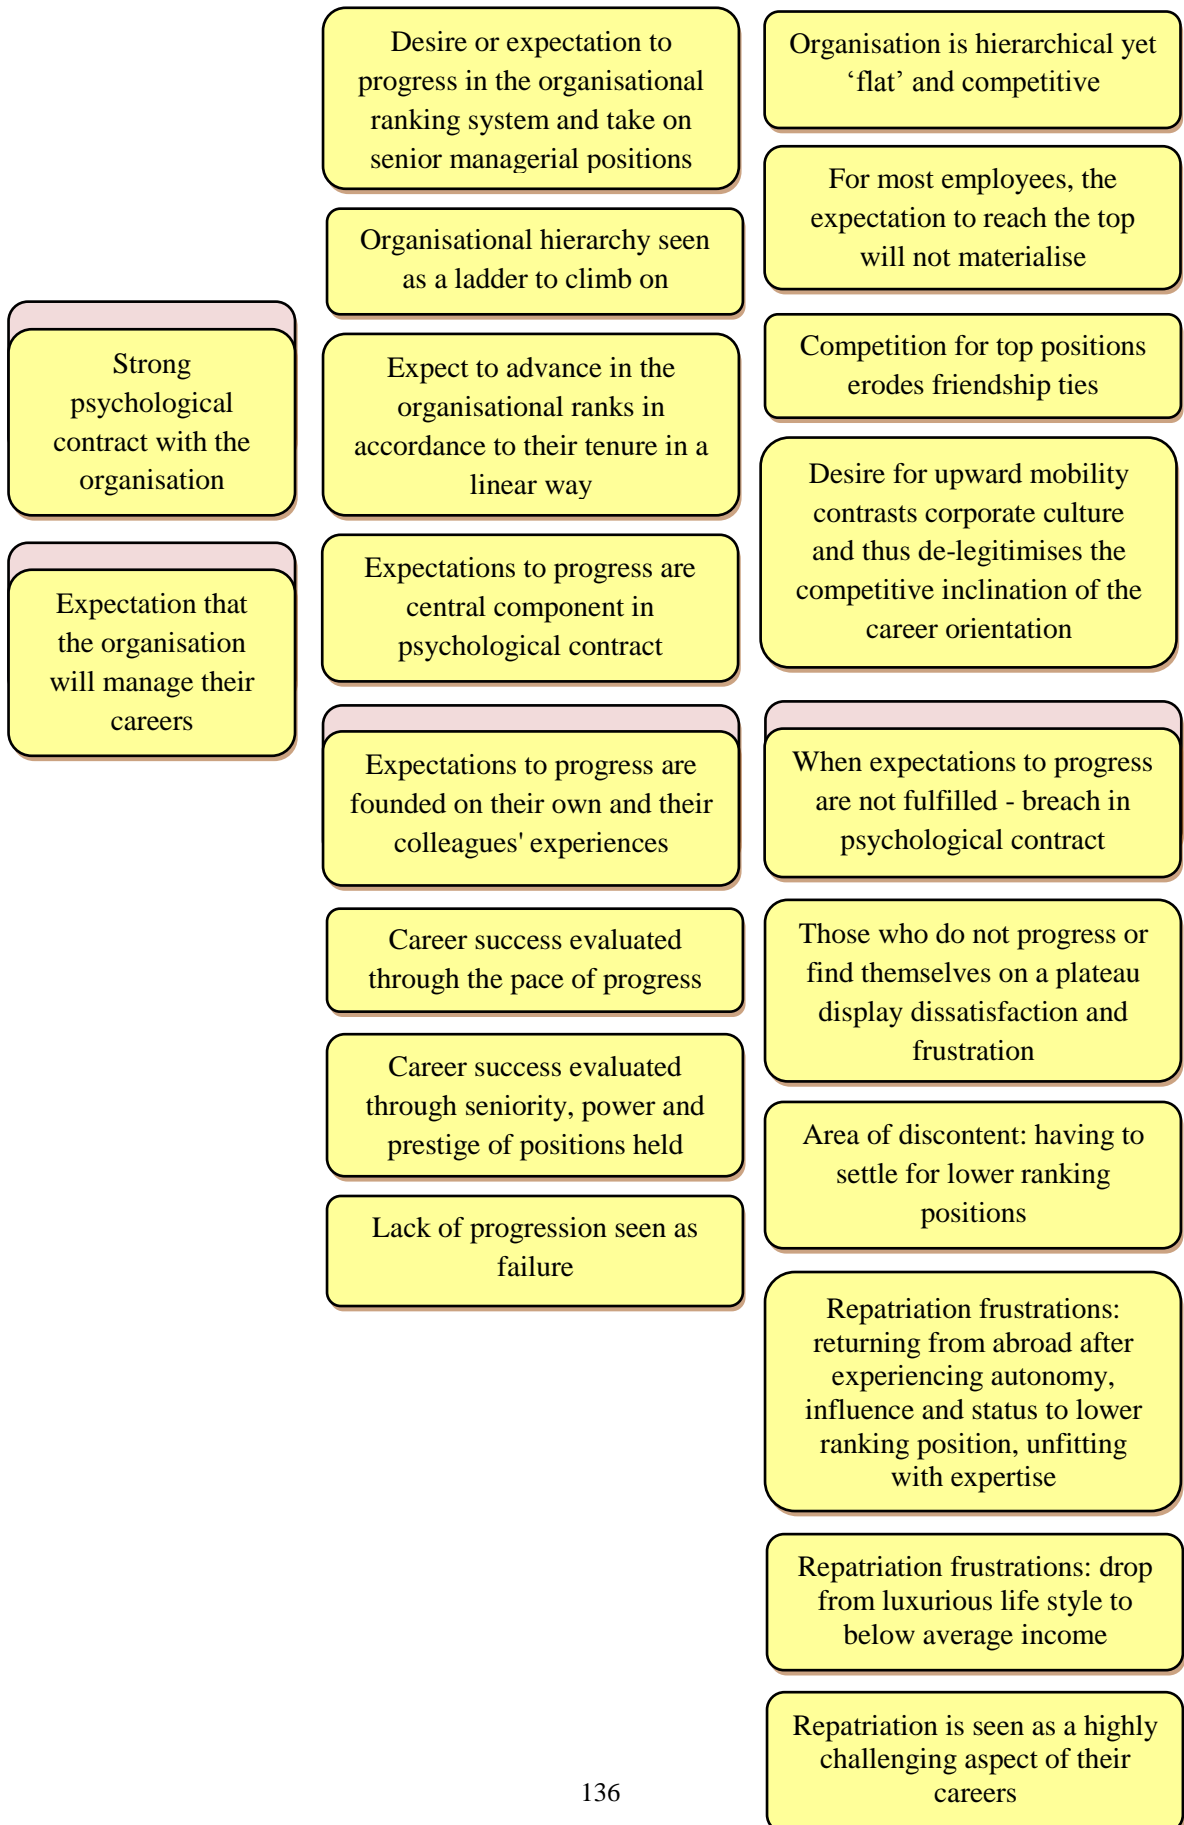 Strong
psychological
contract with the
organisation
Expectation that
the organisation
will manage their
careers
Desire or expectation to
progress in the organisational
ranking system and take on
senior managerial positions
Organisational hierarchy seen
as a ladder to climb on
Expect to advance in the
organisational ranks in
accordance to their tenure in a
linear way
Expectations to progress are
central component in
psychological contract
Expectations to progress are
founded on their own and their
colleagues' experiences
Career success evaluated
through the pace of progress
Career success evaluated
through seniority, power and
prestige of positions held
Lack of progression seen as
failure
Organisation is hierarchical yet
‘flat’ and competitive
For most employees, the
expectation to reach the top
will not materialise
Competition for top positions
erodes friendship ties
Desire for upward mobility
contrasts corporate culture
and thus de-legitimises the
competitive inclination of the
career orientation
When expectations to progress
are not fulfilled - breach in
psychological contract
Those who do not progress or
find themselves on a plateau
display dissatisfaction and
frustration
Area of discontent: having to
settle for lower ranking
positions
Repatriation frustrations:
returning from abroad after
experiencing autonomy,
influence and status to lower
ranking position, unfitting
with expertise
Repatriation frustrations: drop
from luxurious life style to
below average income
Repatriation is seen as a highly
challenging aspect of their
careers
136